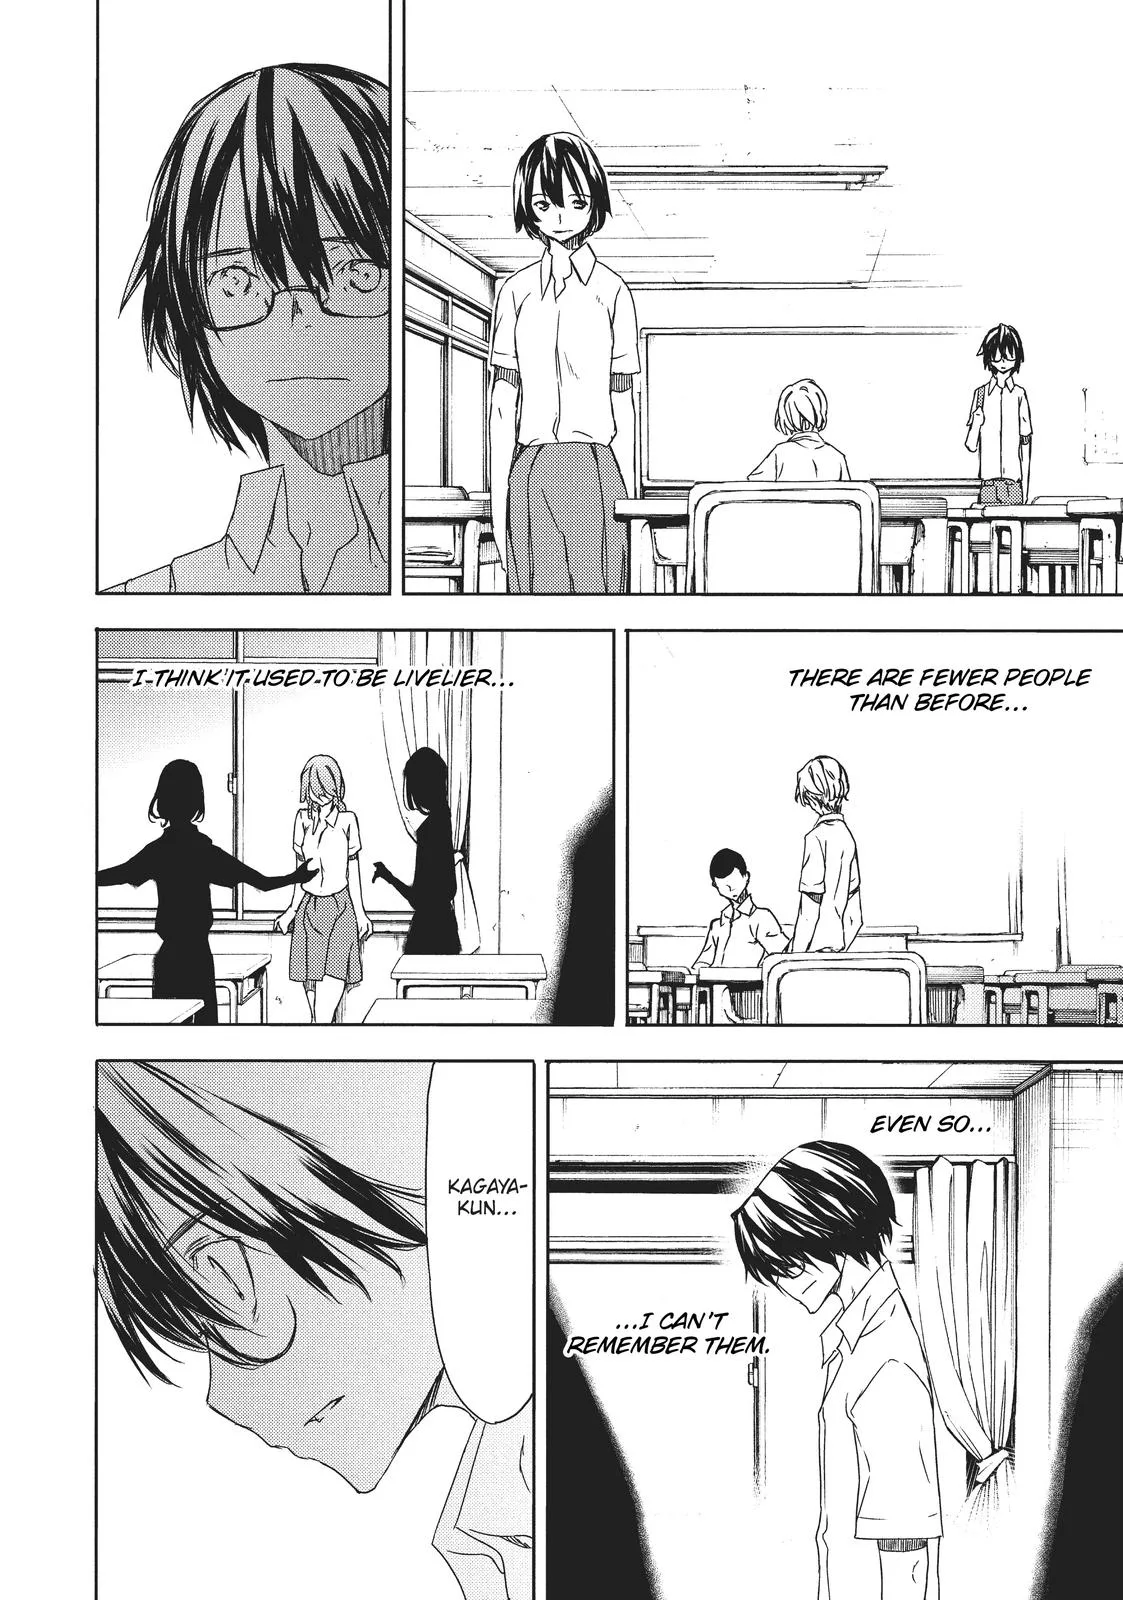 THERE ARE FEWER PEOPLE
THAN BEFORE...
I THINK IT USED TO BE LIVELIER...
EVEN SO...
...I CAN'T
REMEMBER THEM.
KAGAYA-
KUN...